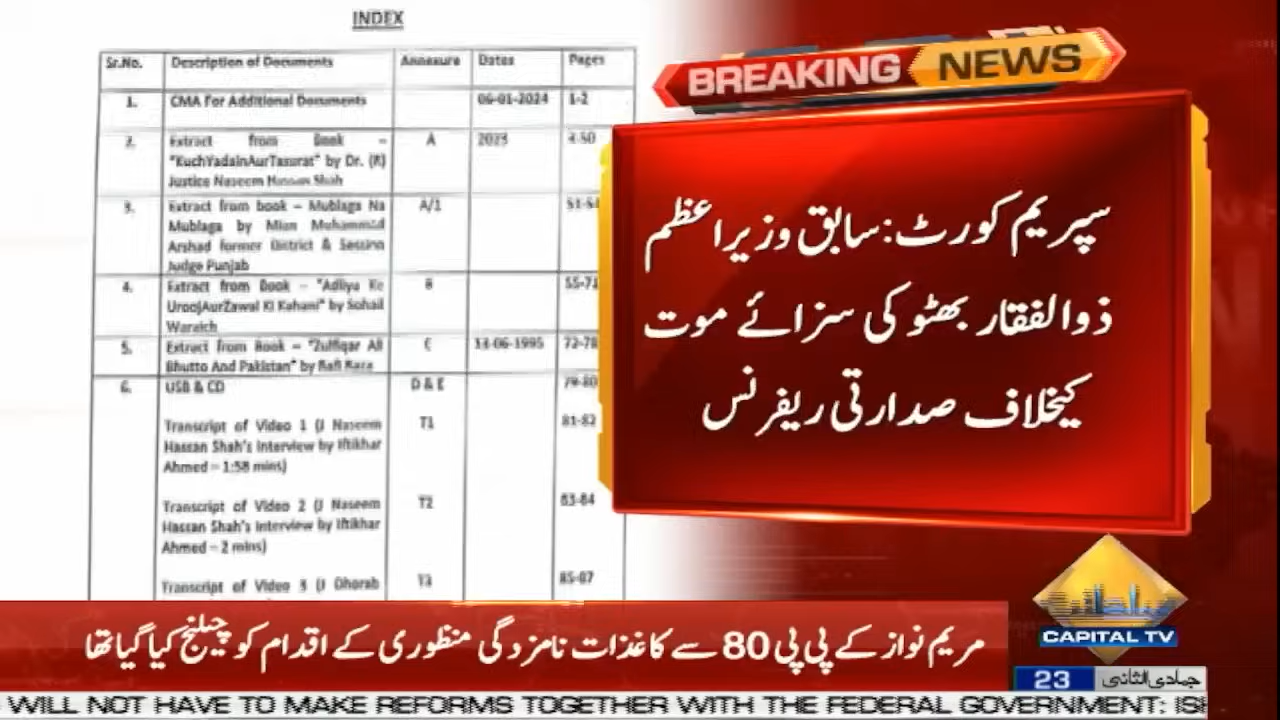 INDEX
Sr.No. Description of Documents Annexure Dates Pages
1. CMA For Additional Documents 06-01-2024 1-2
2. Extract from Book – A 2023
"KuchYadainAurTasurat" by Dr. (R)
Justice Naseem Hassan Shah
3. Extract from book – Mublaga Na A/1
Mublaga by Mian Muhammad
Arshad former District & Session
Judge Punjab
4. Extract from Book – "Adliya Ke B 55-71
UroojAurZawal Ki Kahani" by Sohail
Waraich
5. Extract from Book – "Zulfiqar Ali C 72-78
Bhutto And Pakistan" by Rafi Raza
6. USB & CD D & E 79-80
Transcript of Video 1 (J Naseem T1 81-82
Hassan Shah's Interview by Iftikhar
Ahmed – 1:58 mins)
Transcript of Video 2 (J Naseem T2 83-84
Hassan Shah's Interview by Iftikhar
Ahmed – 2 mins)
Transcript of Video 3 (J Dhorab T3 85-87
BREAKING NEWS
سپریم کورٹ:سابق وزیراعظم
ذوالفقار بھٹو کی سزائے موت
کیخلاف صدارتی ریفرنس
CAPITAL TV
مریم نواز کے پی پی 80 سے کاغذات نامزدگی منظوری کے اقدام کو چیلنج کیا گیا تھا
23 جمادی الثانی
WILL NOT HAVE TO MAKE REFORMS TOGETHER WITH THE FEDERAL GOVERNMENT: